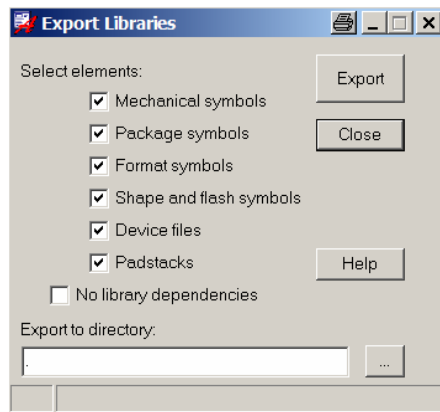 Export Libraries
Select elements:
Export
Mechanical symbols
Package symbols
Close
Format symbols
Shape and flash symbols
Device files
Padstacks
Help
No library dependencies
Export to directory:
.
...